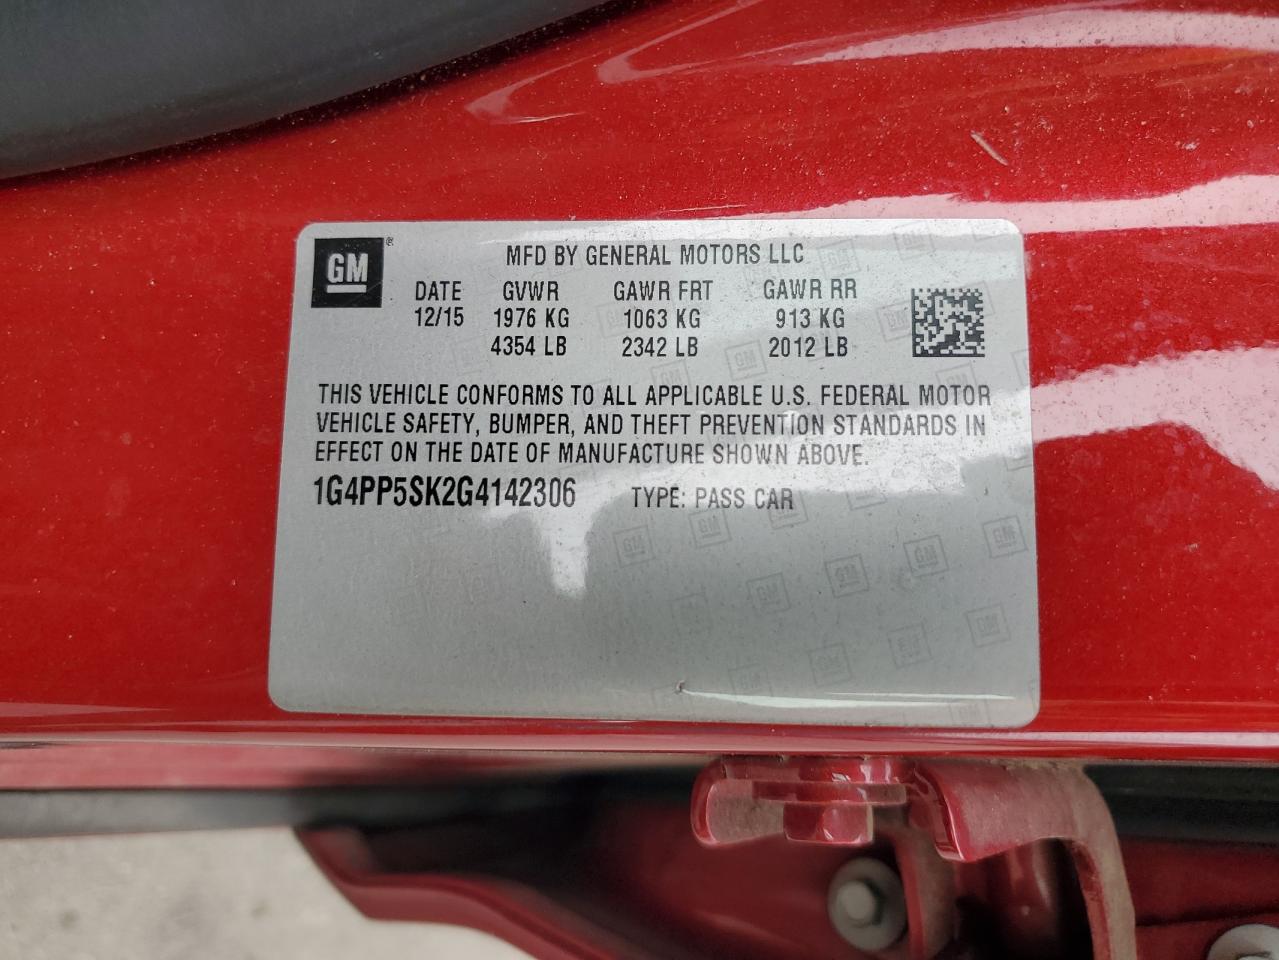 GM ®
MFD BY GENERAL MOTORS LLC
DATE GVWR GAWR FRT GAWR RR
12/15 1976 KG 1063 KG 913 KG
4354 LB 2342 LB 2012 LB
THIS VEHICLE CONFORMS TO ALL APPLICABLE U.S. FEDERAL MOTOR
VEHICLE SAFETY, BUMPER, AND THEFT PREVENTION STANDARDS IN
EFFECT ON THE DATE OF MANUFACTURE SHOWN ABOVE.
1G4PP5SK2G4142306 TYPE: PASS CAR